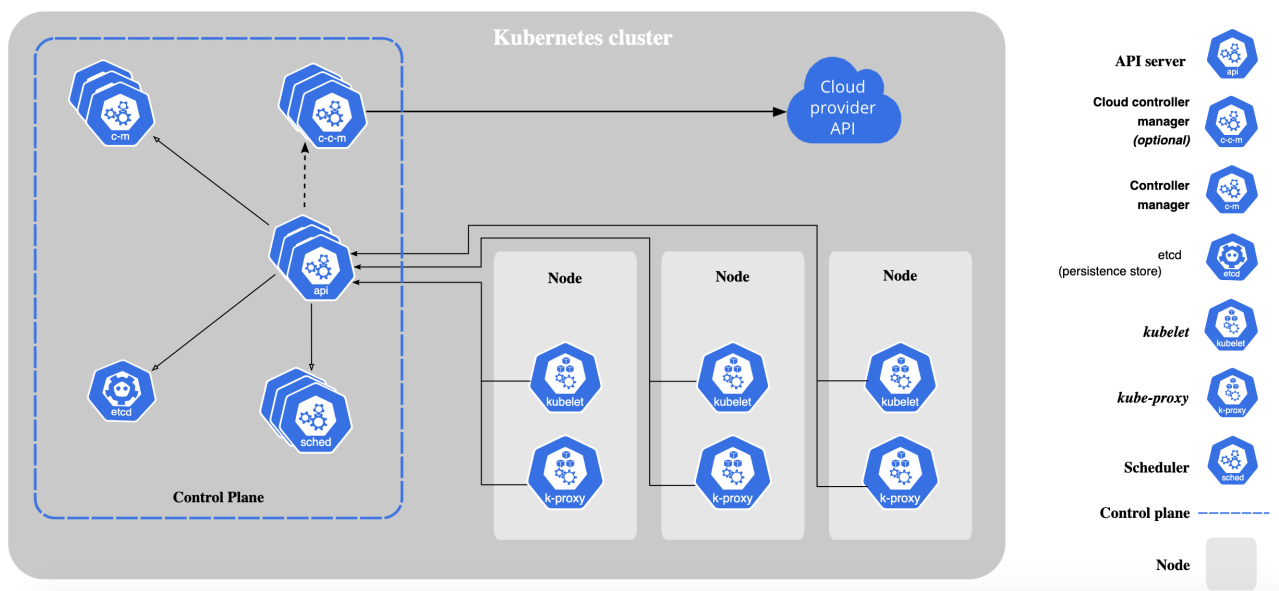 Kubernetes cluster
c-m
c-c-m
Cloud
provider
API
api
etcd
sched
Control Plane
Node
Node
Node
kubelet
kubelet
kubelet
k-proxy
k-proxy
k-proxy
API server
api
Cloud controller
manager
(optional)
c-c-m
Controller
manager
c-m
etcd
(persistence store)
etcd
kubelet
kubelet
kube-proxy
k-proxy
Scheduler
sched
Control plane
Node